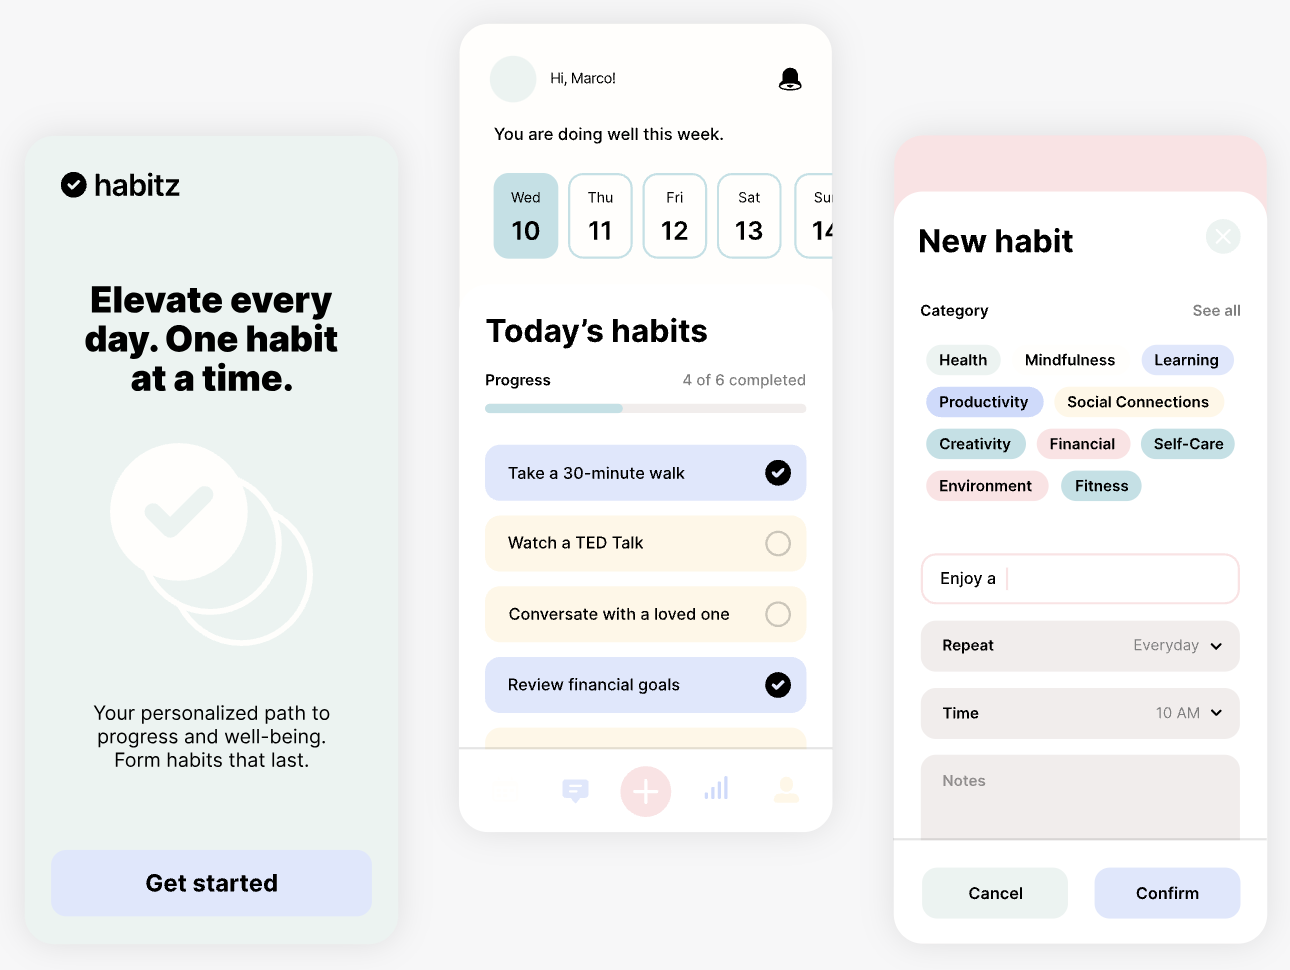 habitz
Elevate every
day. One habit
at a time.
Your personalized path to
progress and well-being.
Form habits that last.
Get started
Hi, Marco!
You are doing well this week.
Wed Thu Fri Sat Sun
10 11 12 13 14
Today’s habits
Progress 4 of 6 completed
Take a 30-minute walk
Watch a TED Talk
Conversate with a loved one
Review financial goals
New habit
Category See all
Health Mindfulness Learning
Productivity Social Connections
Creativity Financial Self-Care
Environment Fitness
Enjoy a
Repeat Everyday
Time 10 AM
Notes
Cancel Confirm